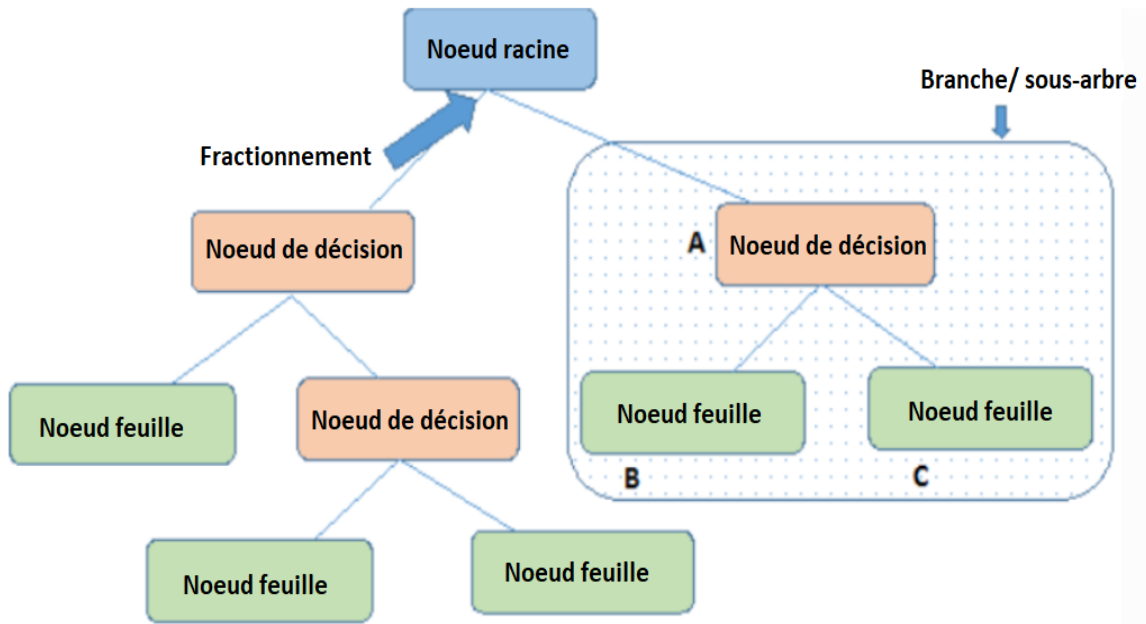 Noeud racine
Branche/ sous-arbre
Fractionnement
Noeud de décision
A
Noeud de décision
Noeud feuille
Noeud de décision
Noeud feuille
Noeud feuille
B
C
Noeud feuille
Noeud feuille